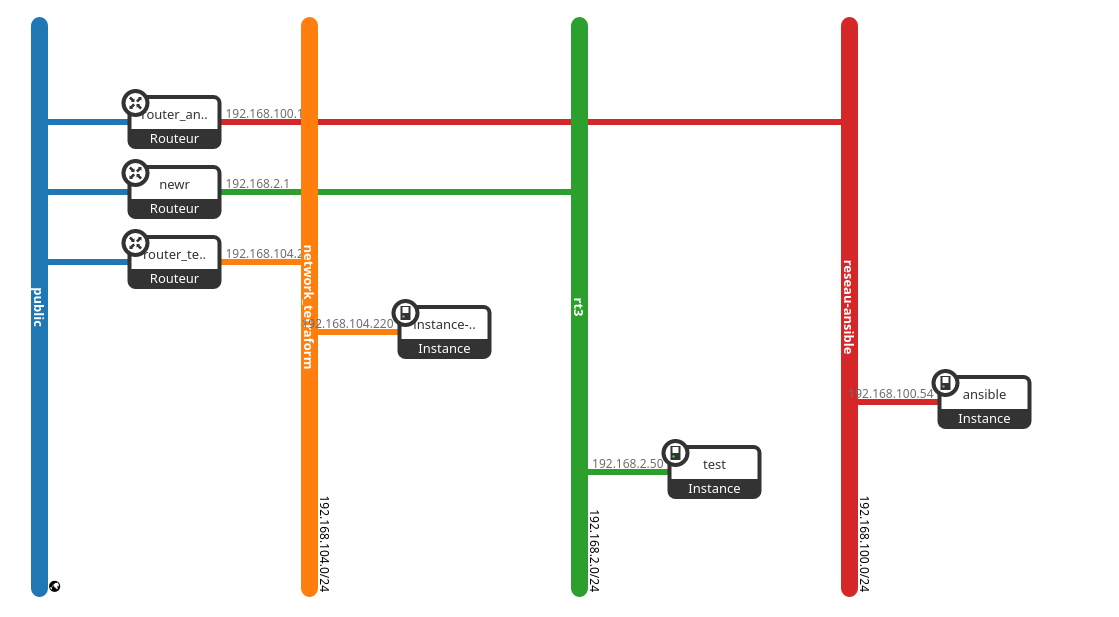 router_an..
Routeur
192.168.100.1
newr
Routeur
192.168.2.1
router_te..
Routeur
192.168.104.2
public
network_terraform
192.168.104.0/24
192.168.104.220
instance-..
Instance
rt3
192.168.2.0/24
192.168.2.50
test
Instance
reseau-ansible
192.168.100.0/24
192.168.100.54
ansible
Instance